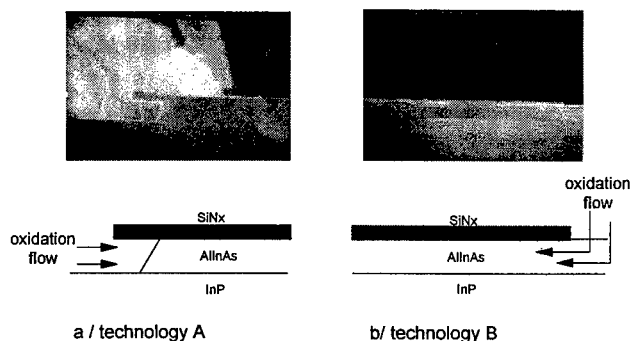 oxidation
flow
SiNx
oxidation
flow
AlInAs
InP
SiNx
AlInAs
InP
a / technology A
b/ technology B